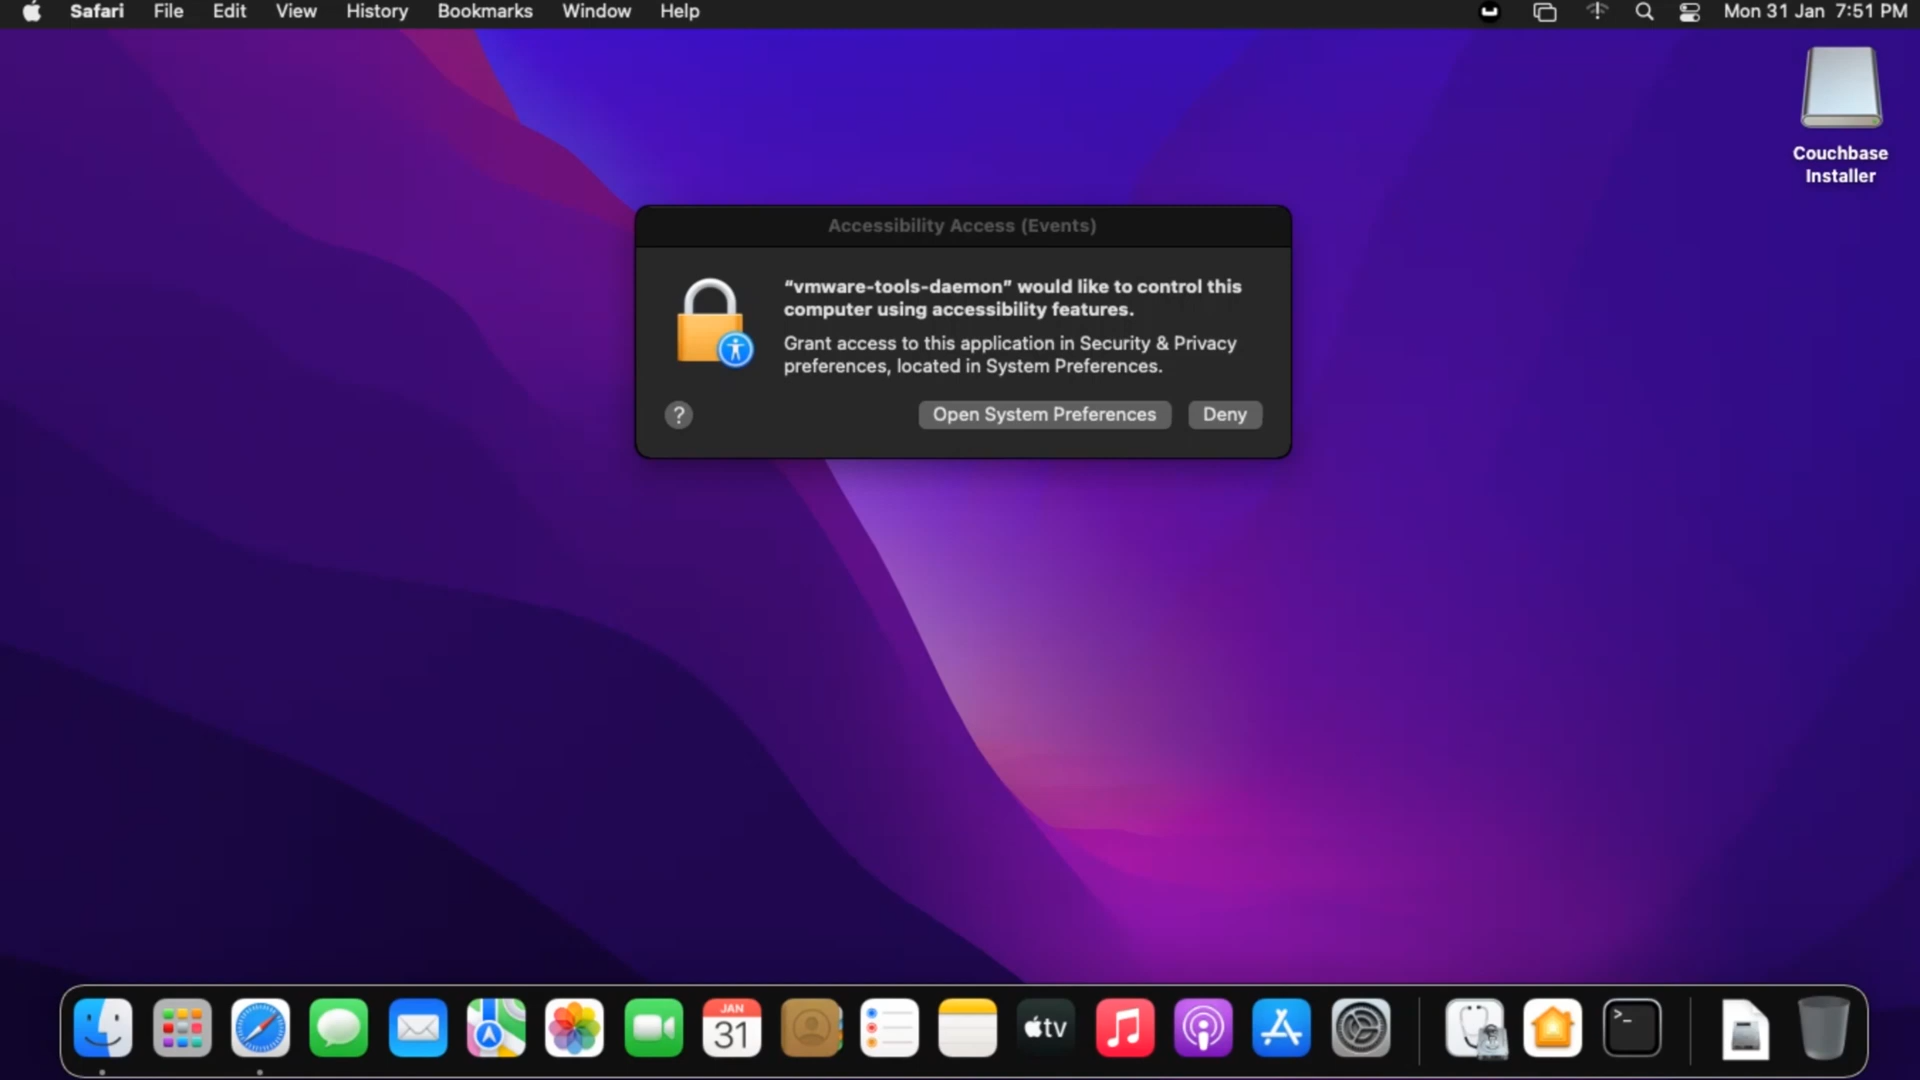 Safari File Edit View History Bookmarks Window Help Mon 31 Jan 7:51 PM
Couchbase
Installer
Accessibility Access (Events)
“vmware-tools-daemon” would like to control this
computer using accessibility features.
Grant access to this application in Security & Privacy
preferences, located in System Preferences.
? Open System Preferences Deny
JAN
31
tv
>_